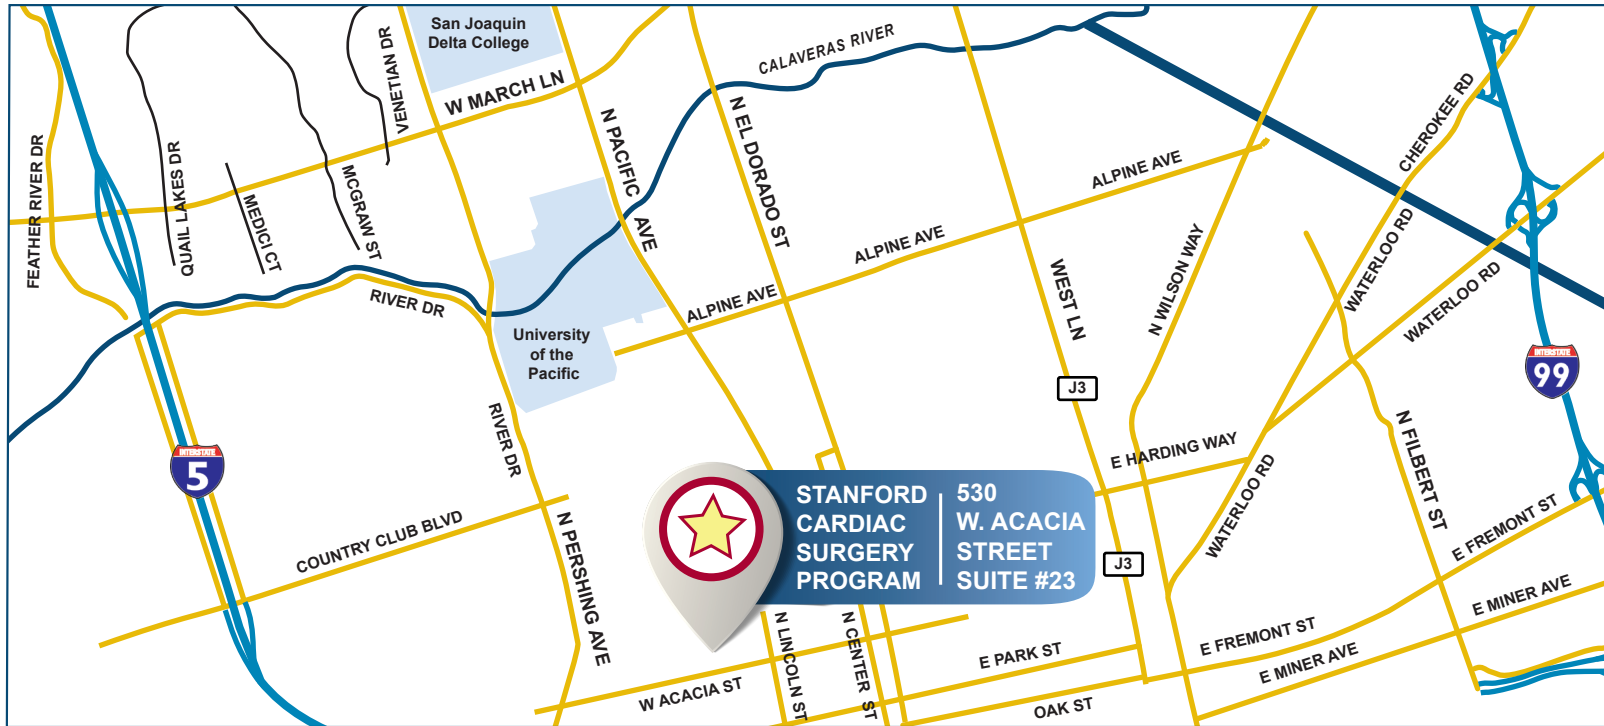 San Joaquin
Delta College
VENETIAN DR
W MARCH LN
CALAVERAS RIVER
N PACIFIC
AVE
N EL DORADO ST
CHEROKEE RD
FEATHER RIVER DR
QUAIL LAKES DR
MEDICI CT
MCGRAW ST
ALPINE AVE
ALPINE AVE
ALPINE AVE
RIVER DR
WEST LN
N WILSON WAY
WATERLOO RD
WATERLOO RD
University
of the
Pacific
INTERSTATE
99
J3
RIVER DR
E HARDING WAY
N FILBERT ST
INTERSTATE
5
WATERLOO RD
COUNTRY CLUB BLVD
N PERSHING AVE
STANFORD
CARDIAC
SURGERY
PROGRAM
530
W. ACACIA
STREET
SUITE #23
J3
E FREMONT ST
E MINER AVE
N LINCOLN ST
N CENTER ST
E PARK ST
E FREMONT ST
E MINER AVE
W ACACIA ST
OAK ST